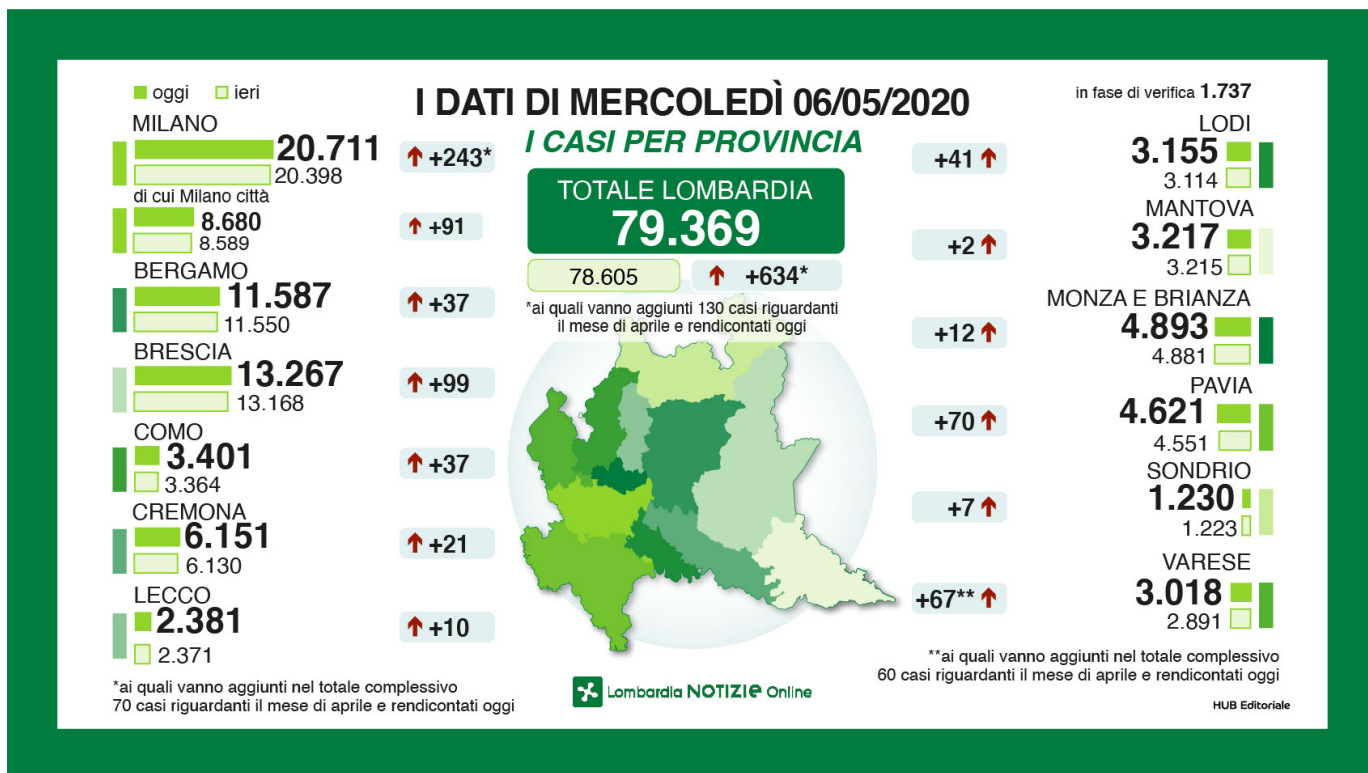 oggi ieri
I DATI DI MERCOLEDÌ 06/05/2020
I CASI PER PROVINCIA
TOTALE LOMBARDIA
79.369
78.605 +634*
*ai quali vanno aggiunti 130 casi riguardanti
il mese di aprile e rendicontati oggi
MILANO
20.711
20.398
+243*
di cui Milano città
8.680
8.589
+91
BERGAMO
11.587
11.550
+37
BRESCIA
13.267
13.168
+99
COMO
3.401
3.364
+37
CREMONA
6.151
6.130
+21
LECCO
2.381
2.371
+10
*ai quali vanno aggiunti nel totale complessivo
70 casi riguardanti il mese di aprile e rendicontati oggi
in fase di verifica 1.737
LODI
3.155
3.114
+41
MANTOVA
3.217
3.215
+2
MONZA E BRIANZA
4.893
4.881
+12
PAVIA
4.621
4.551
+70
SONDRIO
1.230
1.223
+7
VARESE
3.018
2.891
+67**
**ai quali vanno aggiunti nel totale complessivo
60 casi riguardanti il mese di aprile e rendicontati oggi
Lombardia NOTIZIE Online
HUB Editoriale